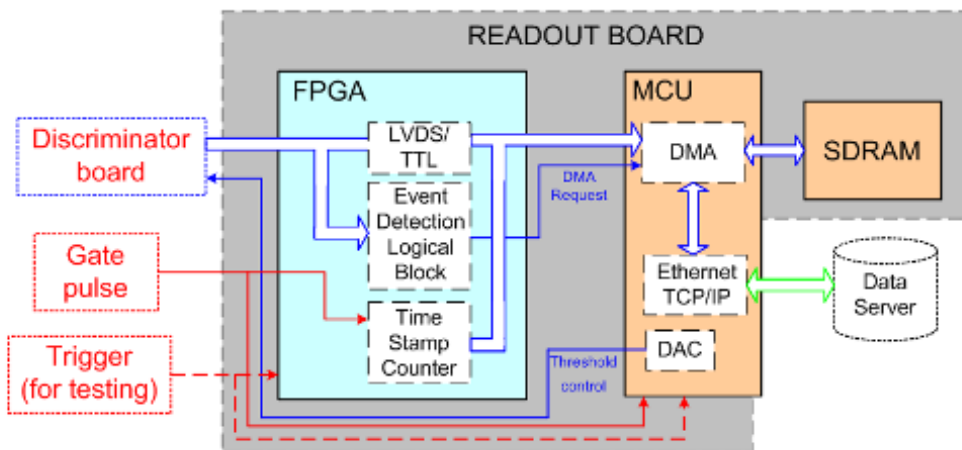 READOUT BOARD
FPGA
MCU
Discriminator
board
LVDS/
TTL
DMA
SDRAM
DMA
Request
Event
Detection
Logical
Block
Gate
pulse
Ethernet
TCP/IP
Data
Server
Time
Stamp
Counter
Trigger
(for testing)
DAC
Threshold
control